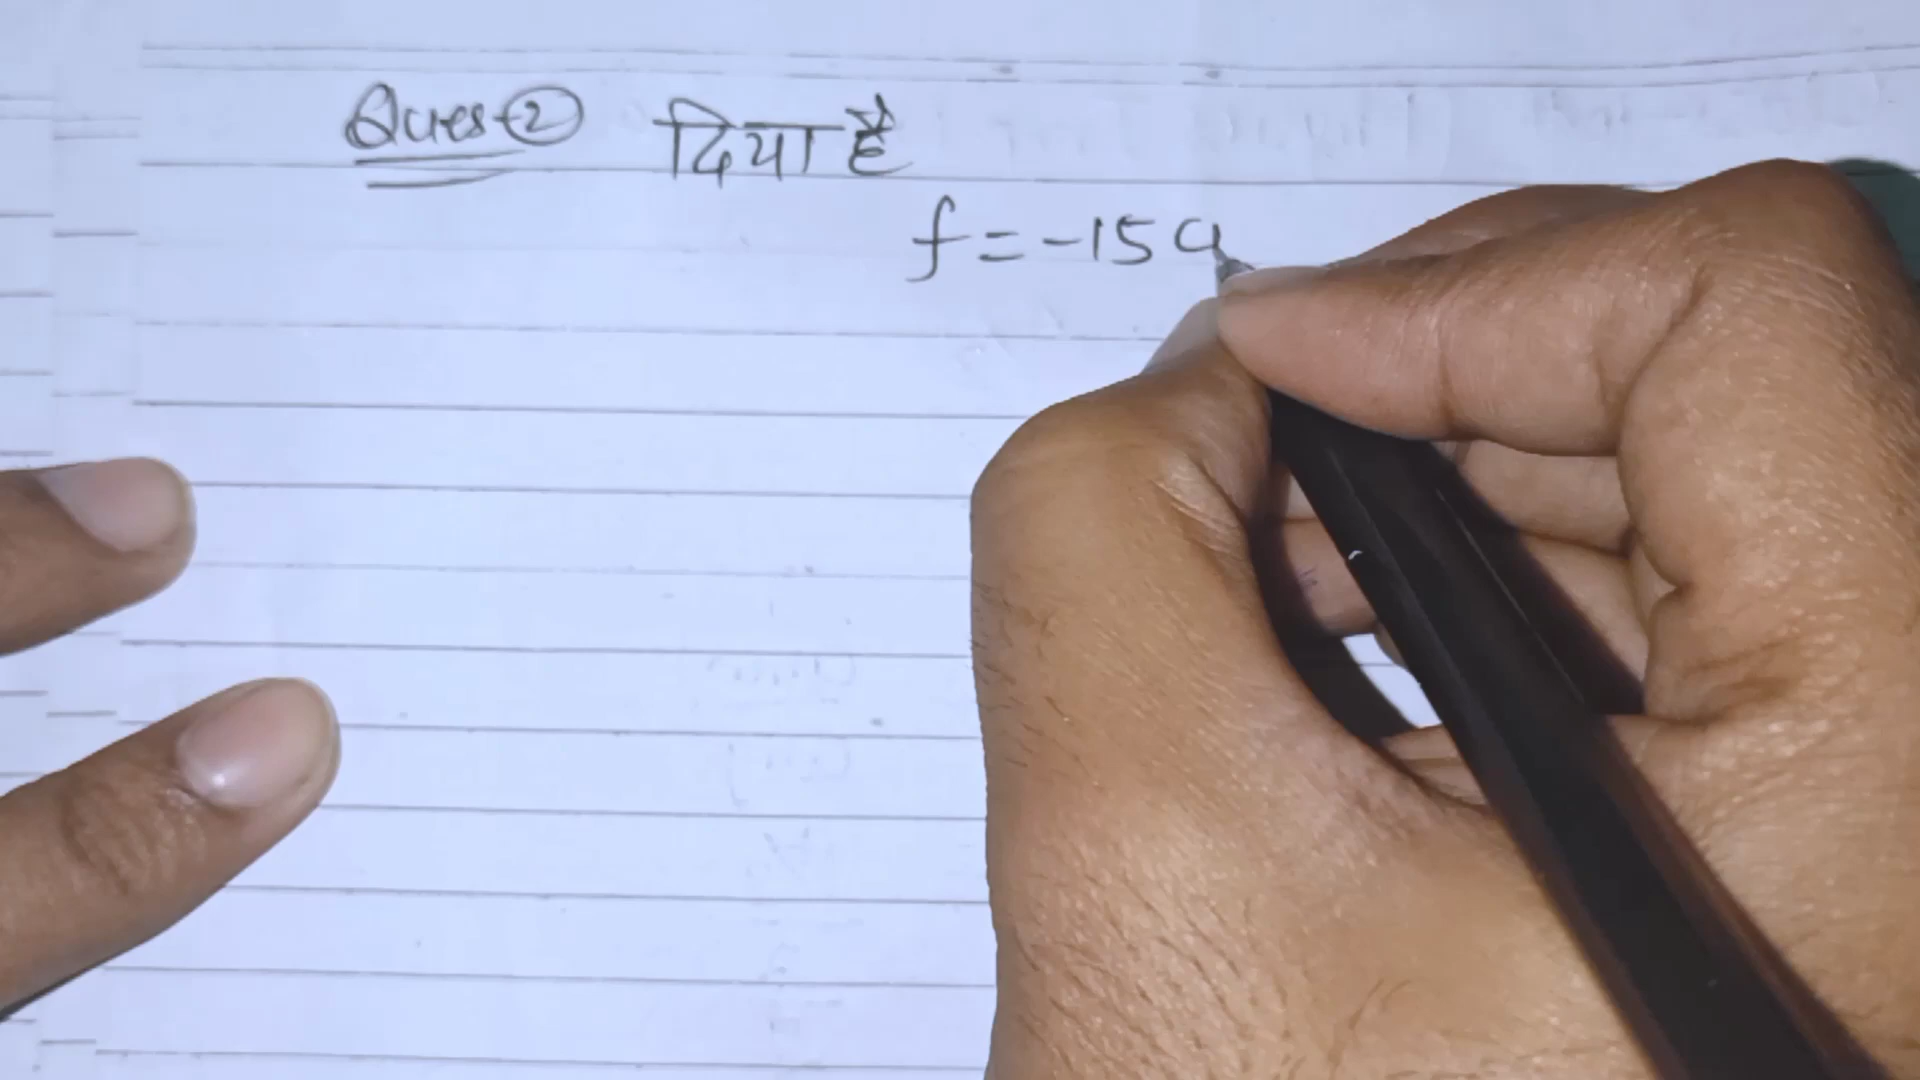 Ques-② दिया है
f = -15 c